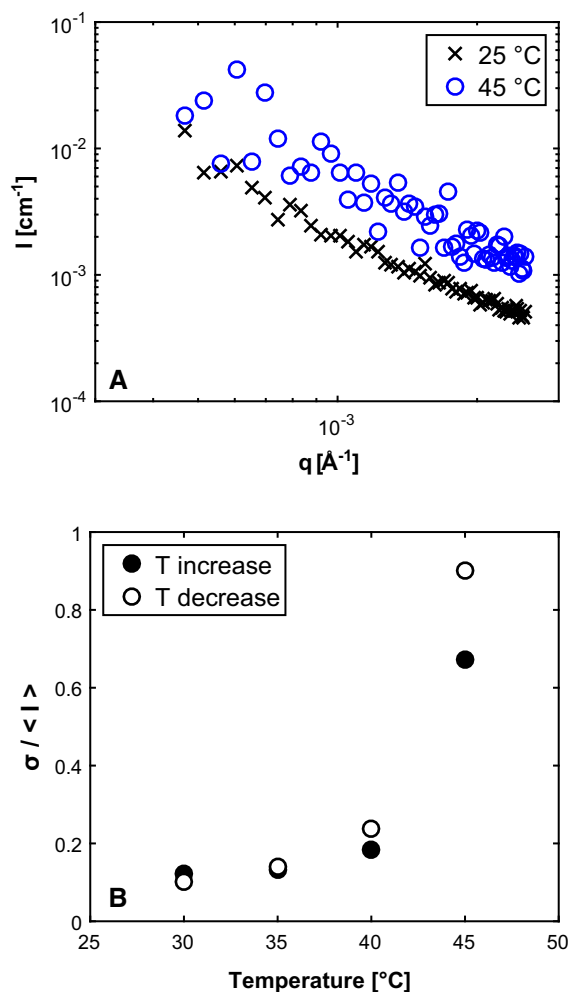 10⁻¹
25 °C
45 °C
10⁻²
I [cm⁻¹]
10⁻³
A
10⁻⁴
10⁻³
q [Å⁻¹]
1
T increase
T decrease
0.8
0.6
σ / < I >
0.4
0.2
B
0
25 30 35 40 45 50
Temperature [°C]